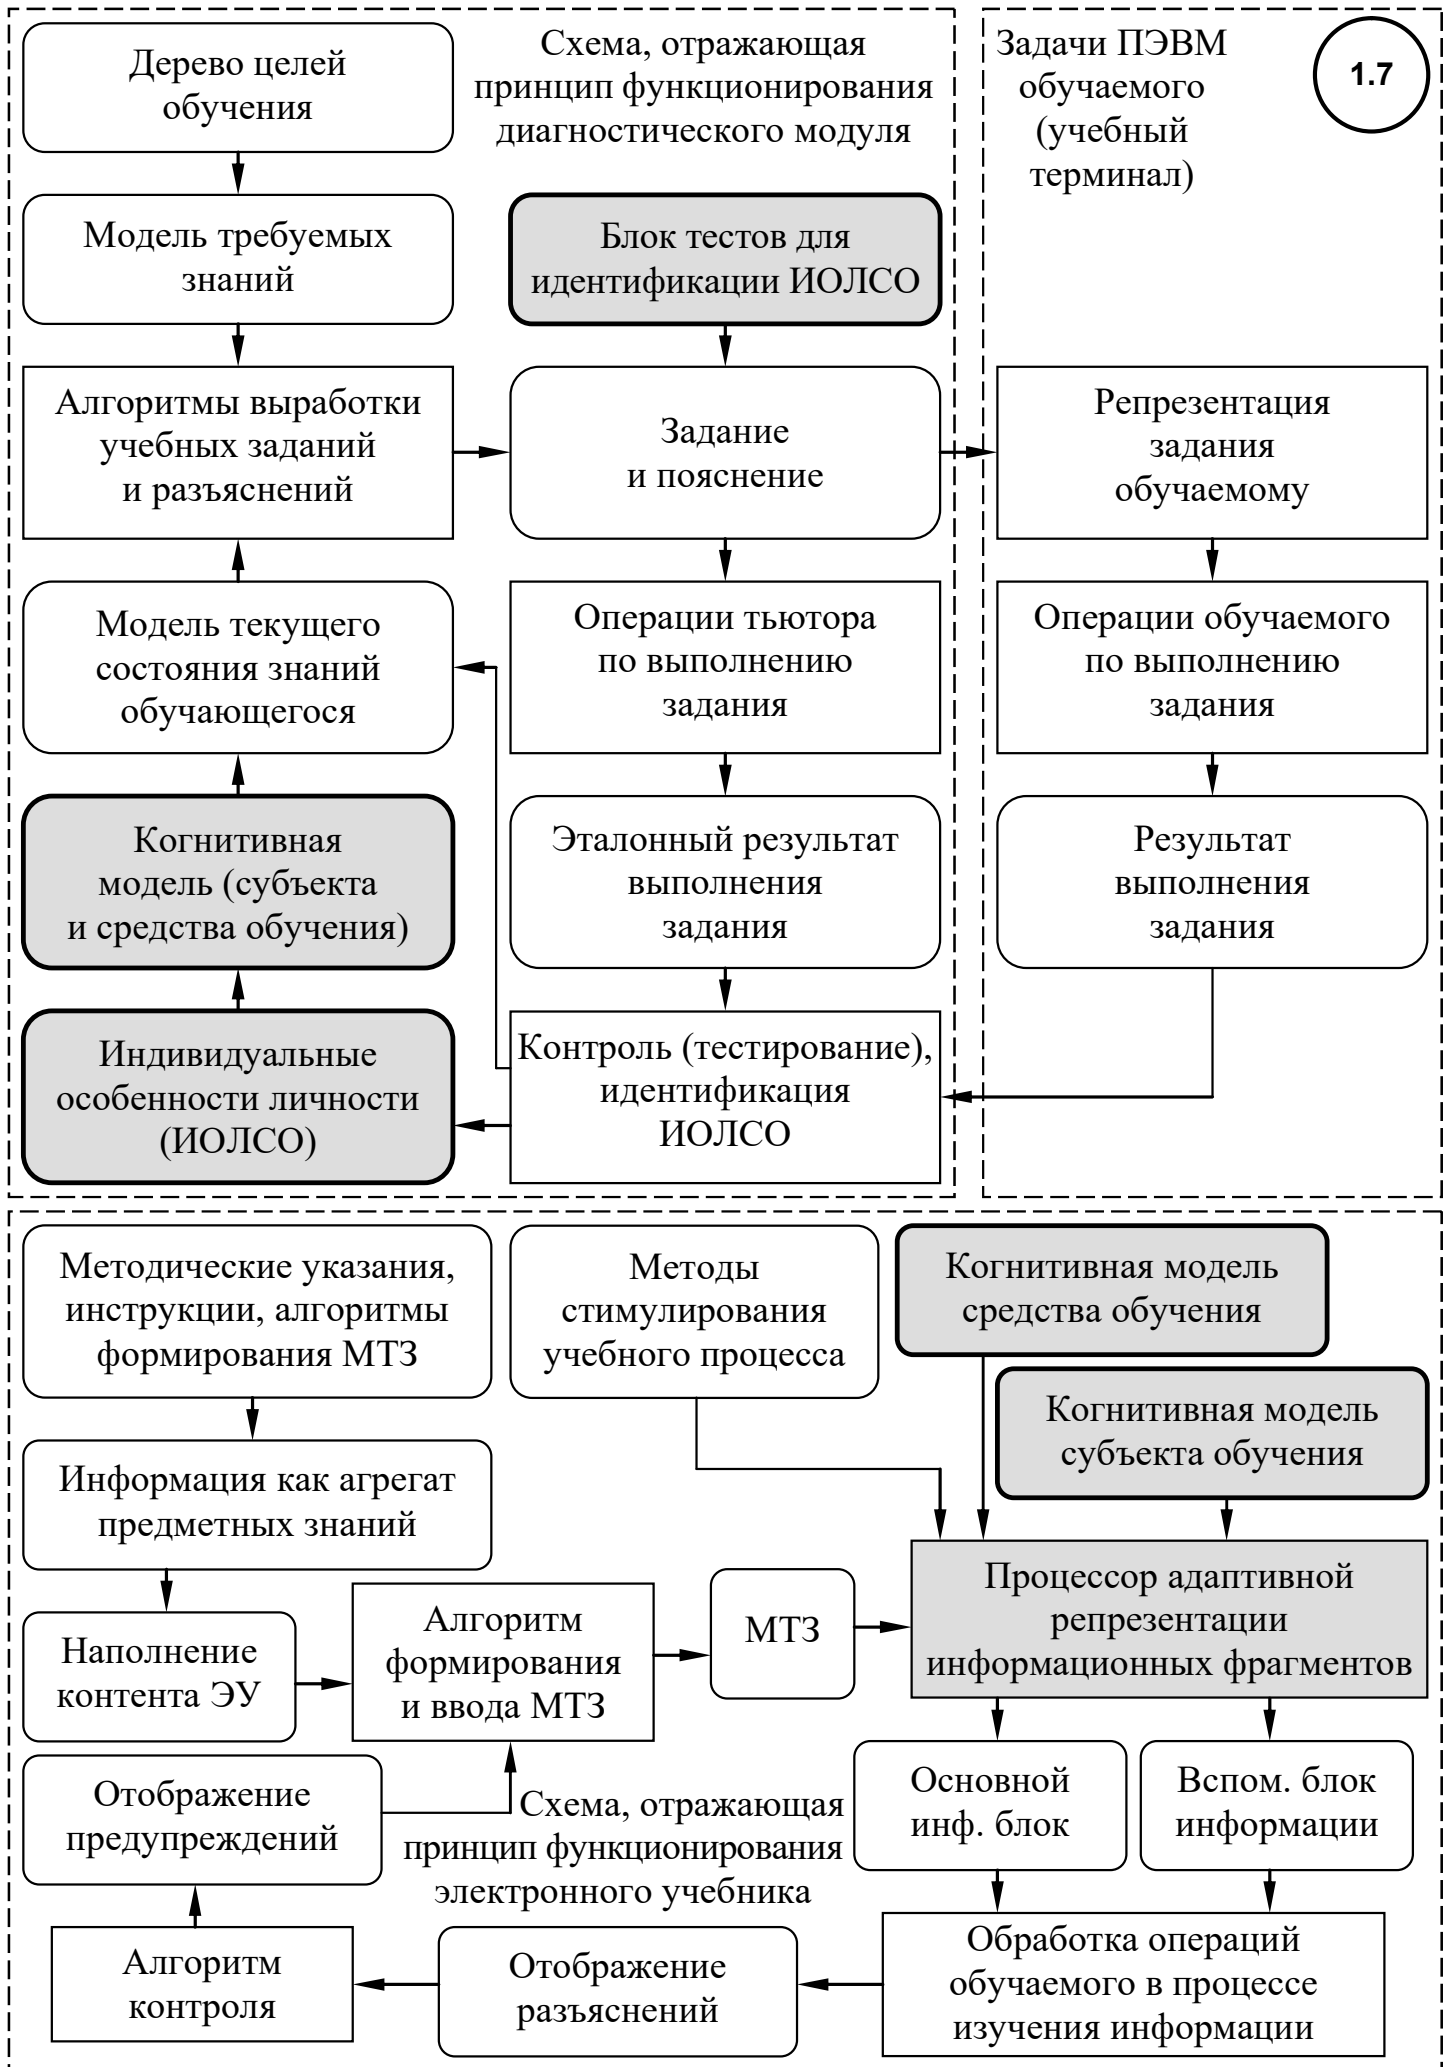 Дерево целей
обучения
Схема, отражающая
принцип функционирования
диагностического модуля
Задачи ПЭВМ
обучаемого
(учебный
терминал)
1.7
Модель требуемых
знаний
Блок тестов для
идентификации ИОЛСО
Алгоритмы выработки
учебных заданий
и разъяснений
Задание
и пояснение
Репрезентация
задания
обучаемому
Модель текущего
состояния знаний
обучающегося
Операции тьютора
по выполнению
задания
Операции обучаемого
по выполнению
задания
Когнитивная
модель (субъекта
и средства обучения)
Эталонный результат
выполнения
задания
Результат
выполнения
задания
Индивидуальные
особенности личности
(ИОЛСО)
Контроль (тестирование),
идентификация
ИОЛСО
Методические указания,
инструкции, алгоритмы
формирования МТЗ
Методы
стимулирования
учебного процесса
Когнитивная модель
средства обучения
Когнитивная модель
субъекта обучения
Информация как агрегат
предметных знаний
Процессор адаптивной
репрезентации
информационных фрагментов
Наполнение
контента ЭУ
Алгоритм
формирования
и ввода МТЗ
МТЗ
Отображение
предупреждений
Схема, отражающая
принцип функционирования
электронного учебника
Основной
инф. блок
Вспом. блок
информации
Алгоритм
контроля
Отображение
разъяснений
Обработка операций
обучаемого в процессе
изучения информации